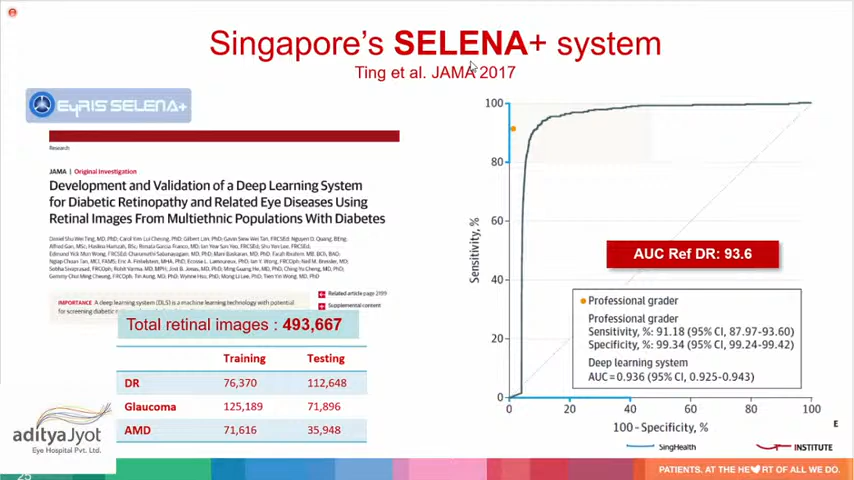 Singapore's SELENA+ system
Ting et al. JAMA 2017
EyRIS SELENA+
Research
JAMA | Original Investigation
Development and Validation of a Deep Learning System
for Diabetic Retinopathy and Related Eye Diseases Using
Retinal Images From Multiethnic Populations With Diabetes
IMPORTANCE A deep learning system (DLS) is a machine learning technology with potential
for screening
Related article page 2199
Supplemental content
Total retinal images : 493,667
Training Testing
DR 76,370 112,648
Glaucoma 125,189 71,896
AMD 71,616 35,948
adityaJyot
Eye Hospital Pvt. Ltd.
100
80
60
40
20
0
Sensitivity, %
0 20 40 60 80 100
100 - Specificity, %
AUC Ref DR: 93.6
Professional grader
Professional grader
Sensitivity, %: 91.18 (95% CI, 87.97-93.60)
Specificity, %: 99.34 (95% CI, 99.24-99.42)
Deep learning system
AUC=0.936 (95% CI, 0.925-0.943)
E
SingHealth
INSTITUTE
PATIENTS. AT THE HE RT OF ALL WE DO.